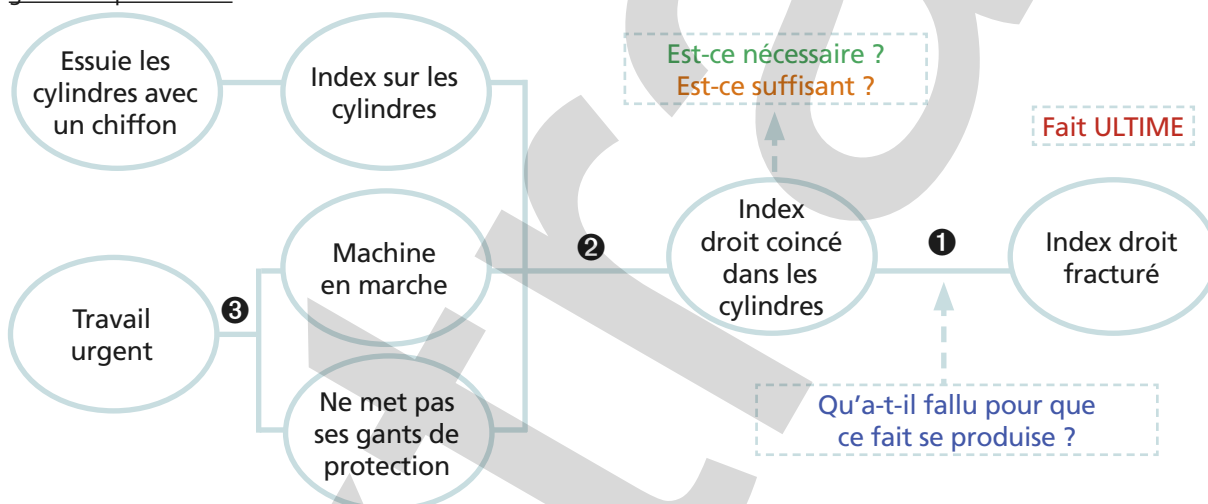 Essuie les
cylindres avec
un chiffon
Index sur les
cylindres
Est-ce nécessaire ?
Est-ce suffisant ?
Fait ULTIME
Machine
en marche
❷
Index
droit coincé
dans les
cylindres
❶
Index droit
fracturé
Travail
urgent
❸
Ne met pas
ses gants de
protection
Qu'a-t-il fallu pour que
ce fait se produise ?